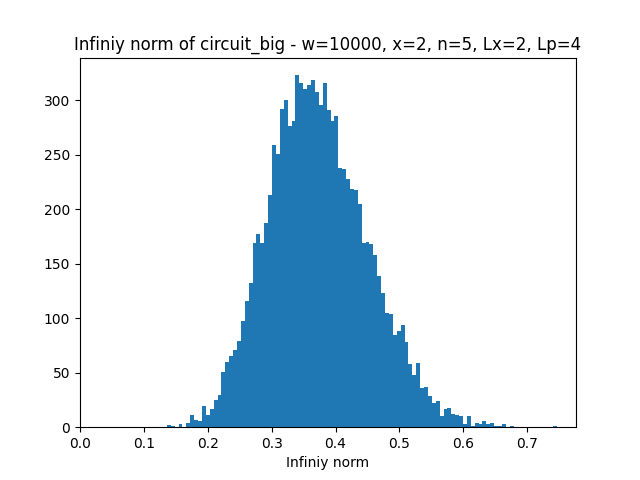 Infiniy norm of circuit_big - w=10000, x=2, n=5, Lx=2, Lp=4
300
250
200
150
100
50
0
0.0 0.1 0.2 0.3 0.4 0.5 0.6 0.7
Infiniy norm